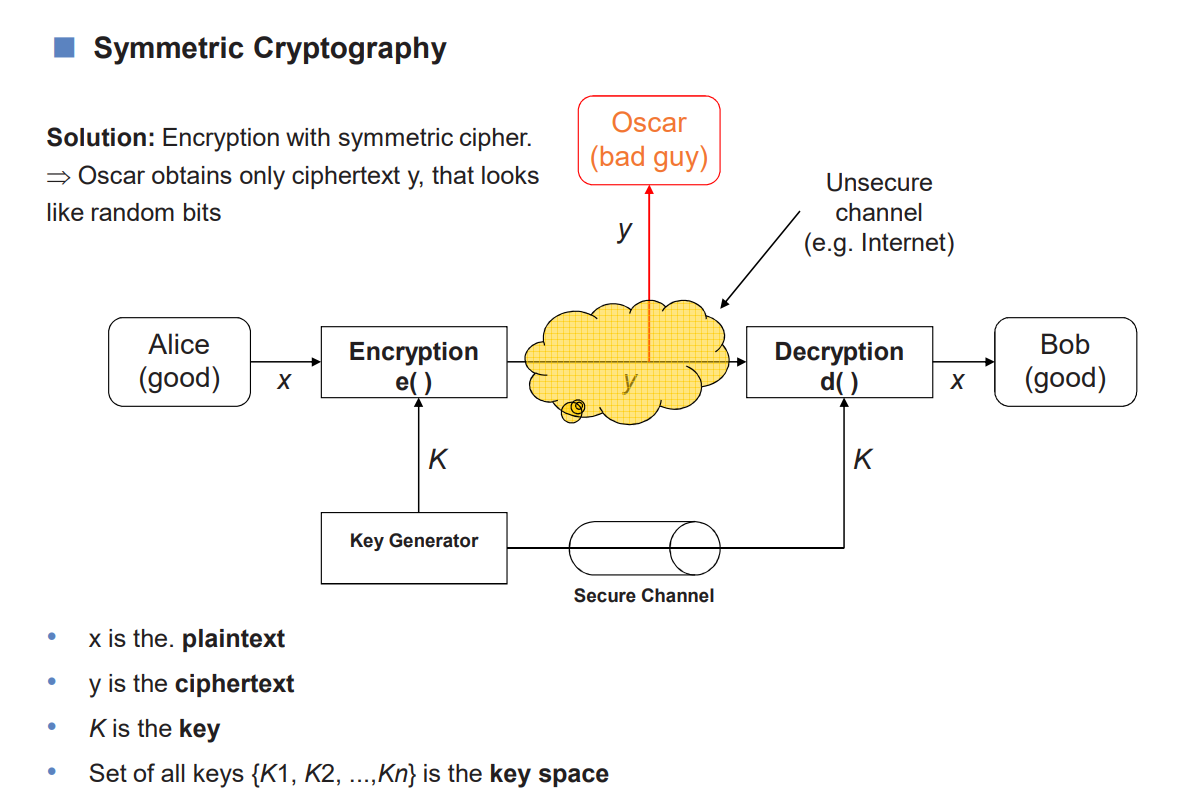 Symmetric Cryptography
Solution: Encryption with symmetric cipher.
⇒ Oscar obtains only ciphertext y, that looks
like random bits
Oscar
(bad guy)
y
Unsecure
channel
(e.g. Internet)
Alice
(good)
x
Encryption
e( )
y
Decryption
d( )
x
Bob
(good)
K
K
Key Generator
Secure Channel
• x is the. plaintext
• y is the ciphertext
• K is the key
• Set of all keys {K1, K2, ...,Kn} is the key space